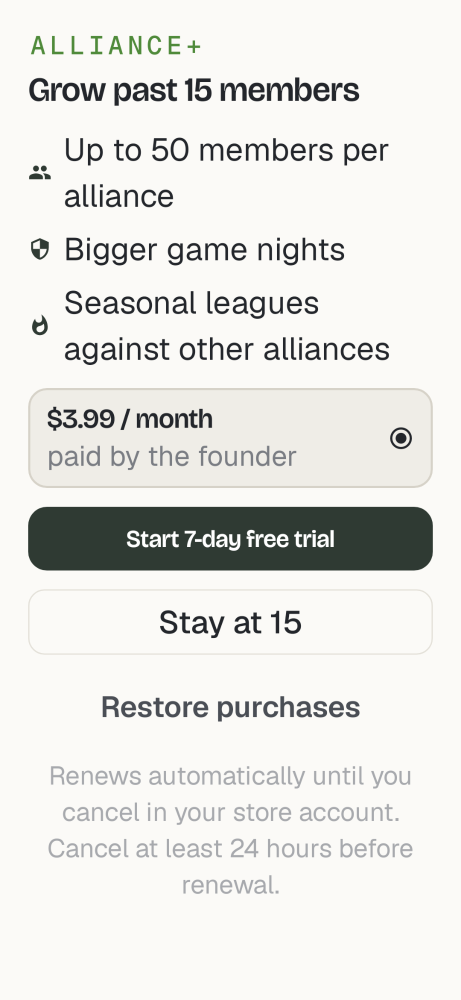 ALLIANCE+
Grow past 15 members
Up to 50 members per
alliance
Bigger game nights
Seasonal leagues
against other alliances
$3.99 / month
paid by the founder
Start 7-day free trial
Stay at 15
Restore purchases
Renews automatically until you
cancel in your store account.
Cancel at least 24 hours before
renewal.